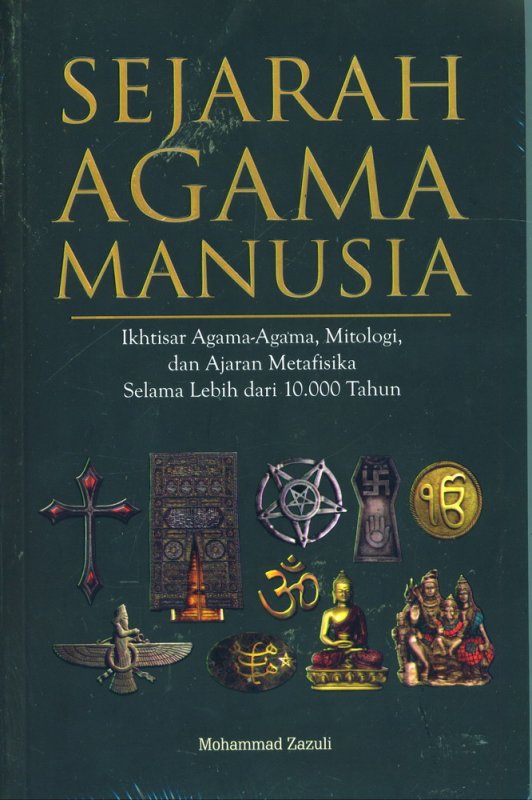 SEJARAH
AGAMA
MANUSIA
Ikhtisar Agama-Agama, Mitologi,
dan Ajaran Metafisika
Selama Lebih dari 10.000 Tahun
Mohammad Zazuli